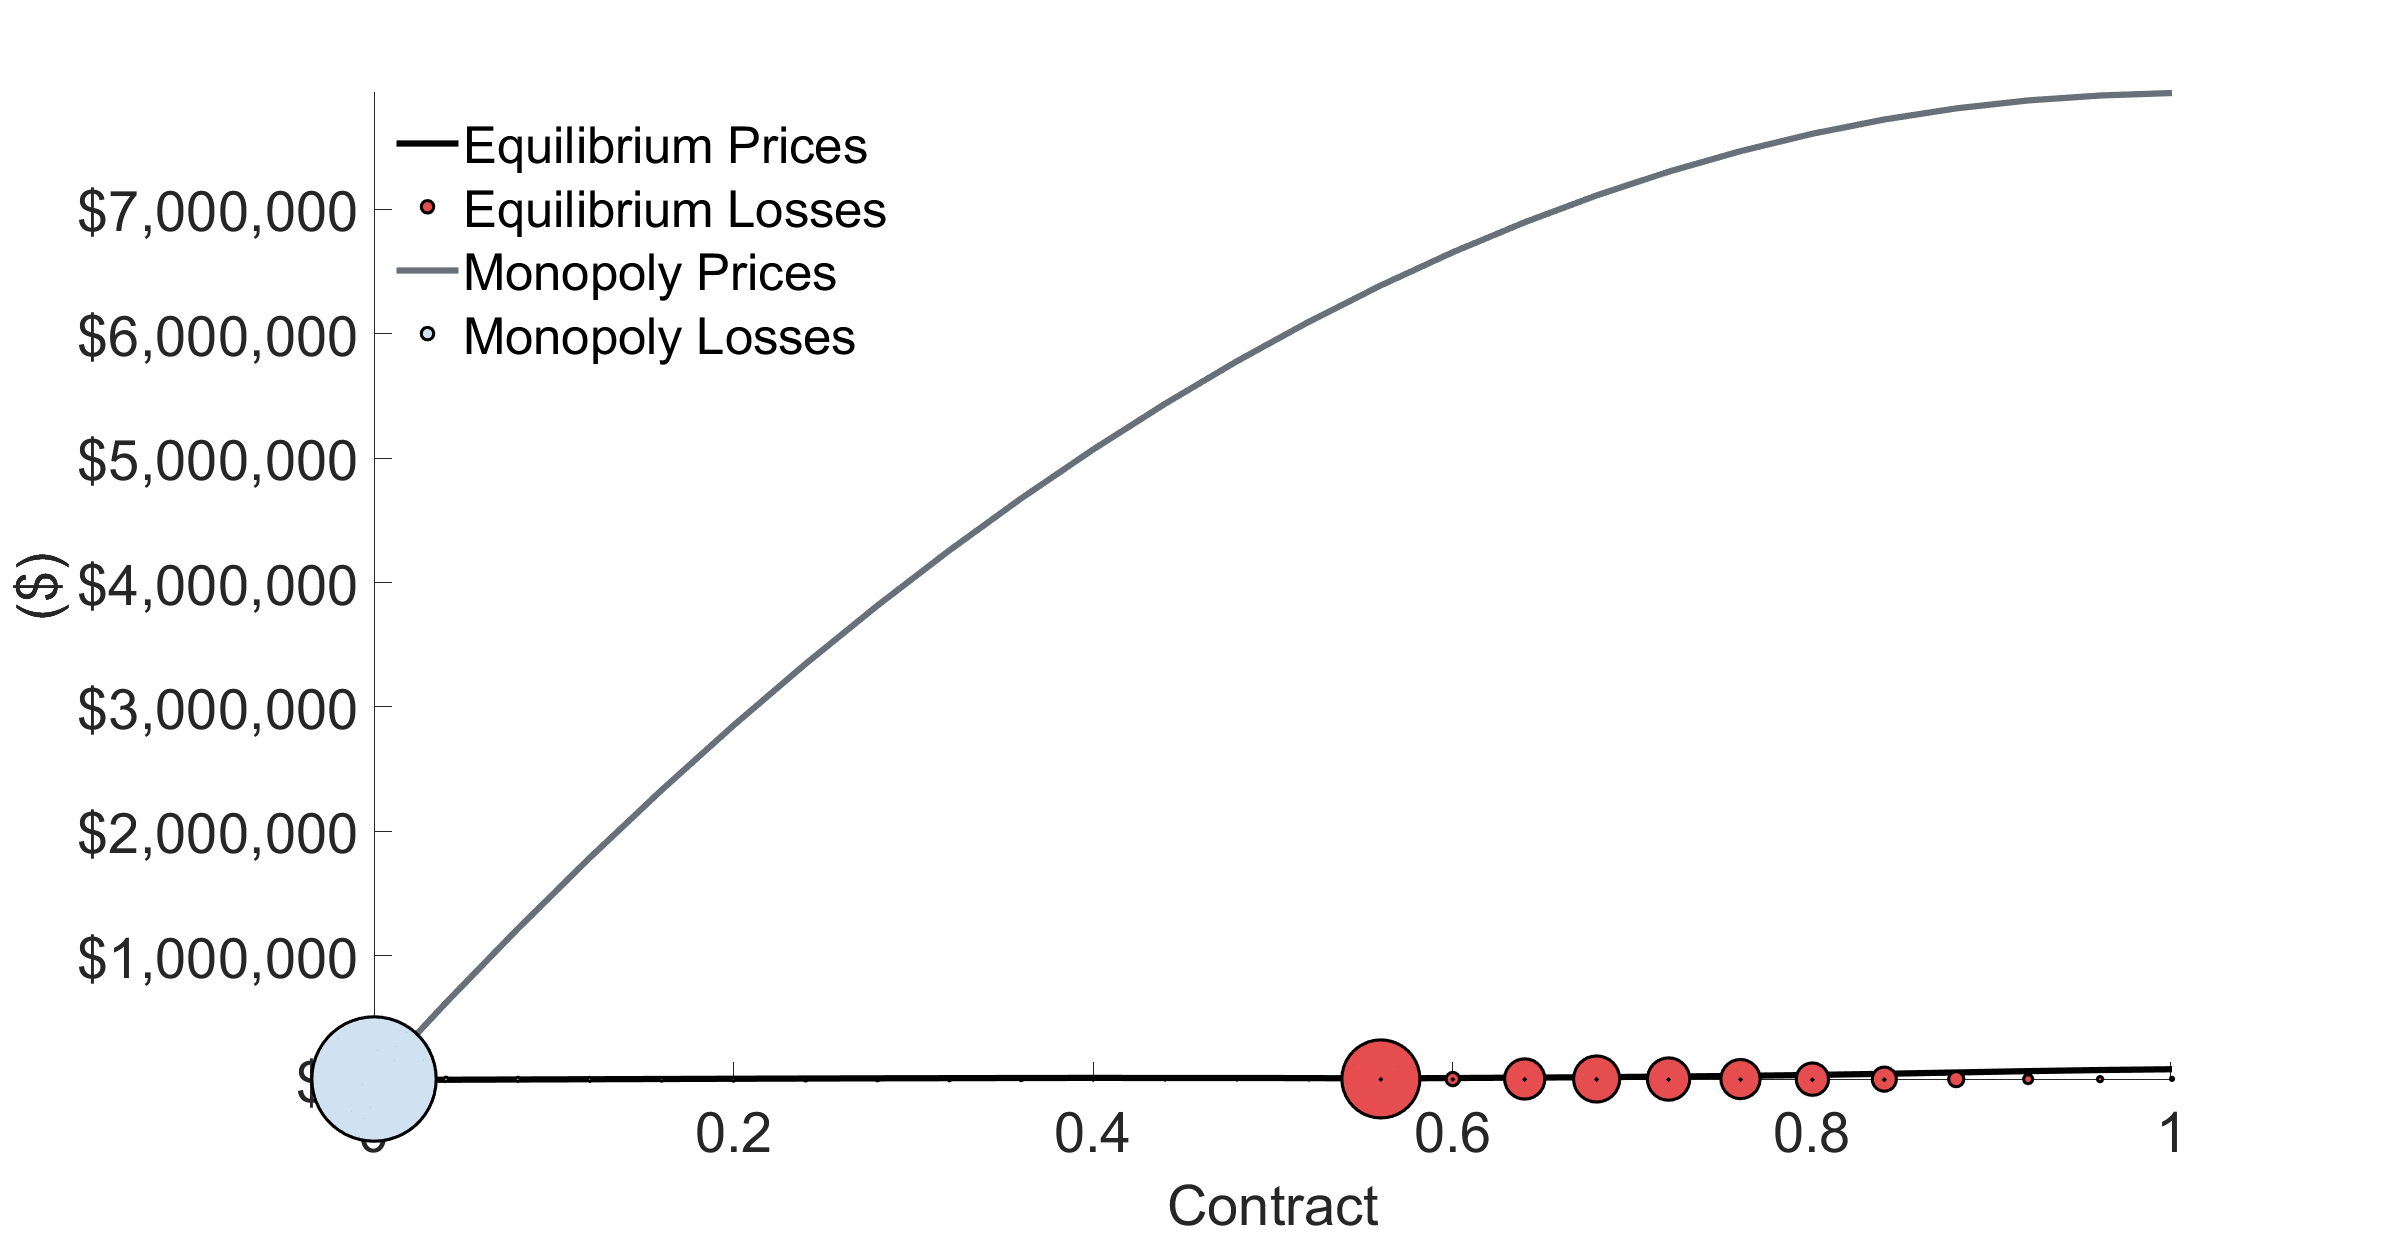 Equilibrium Prices
Equilibrium Losses
Monopoly Prices
Monopoly Losses
$7,000,000
$6,000,000
$5,000,000
$4,000,000
$3,000,000
$2,000,000
$1,000,000
($)
0.2
0.4
0.6
0.8
1
Contract